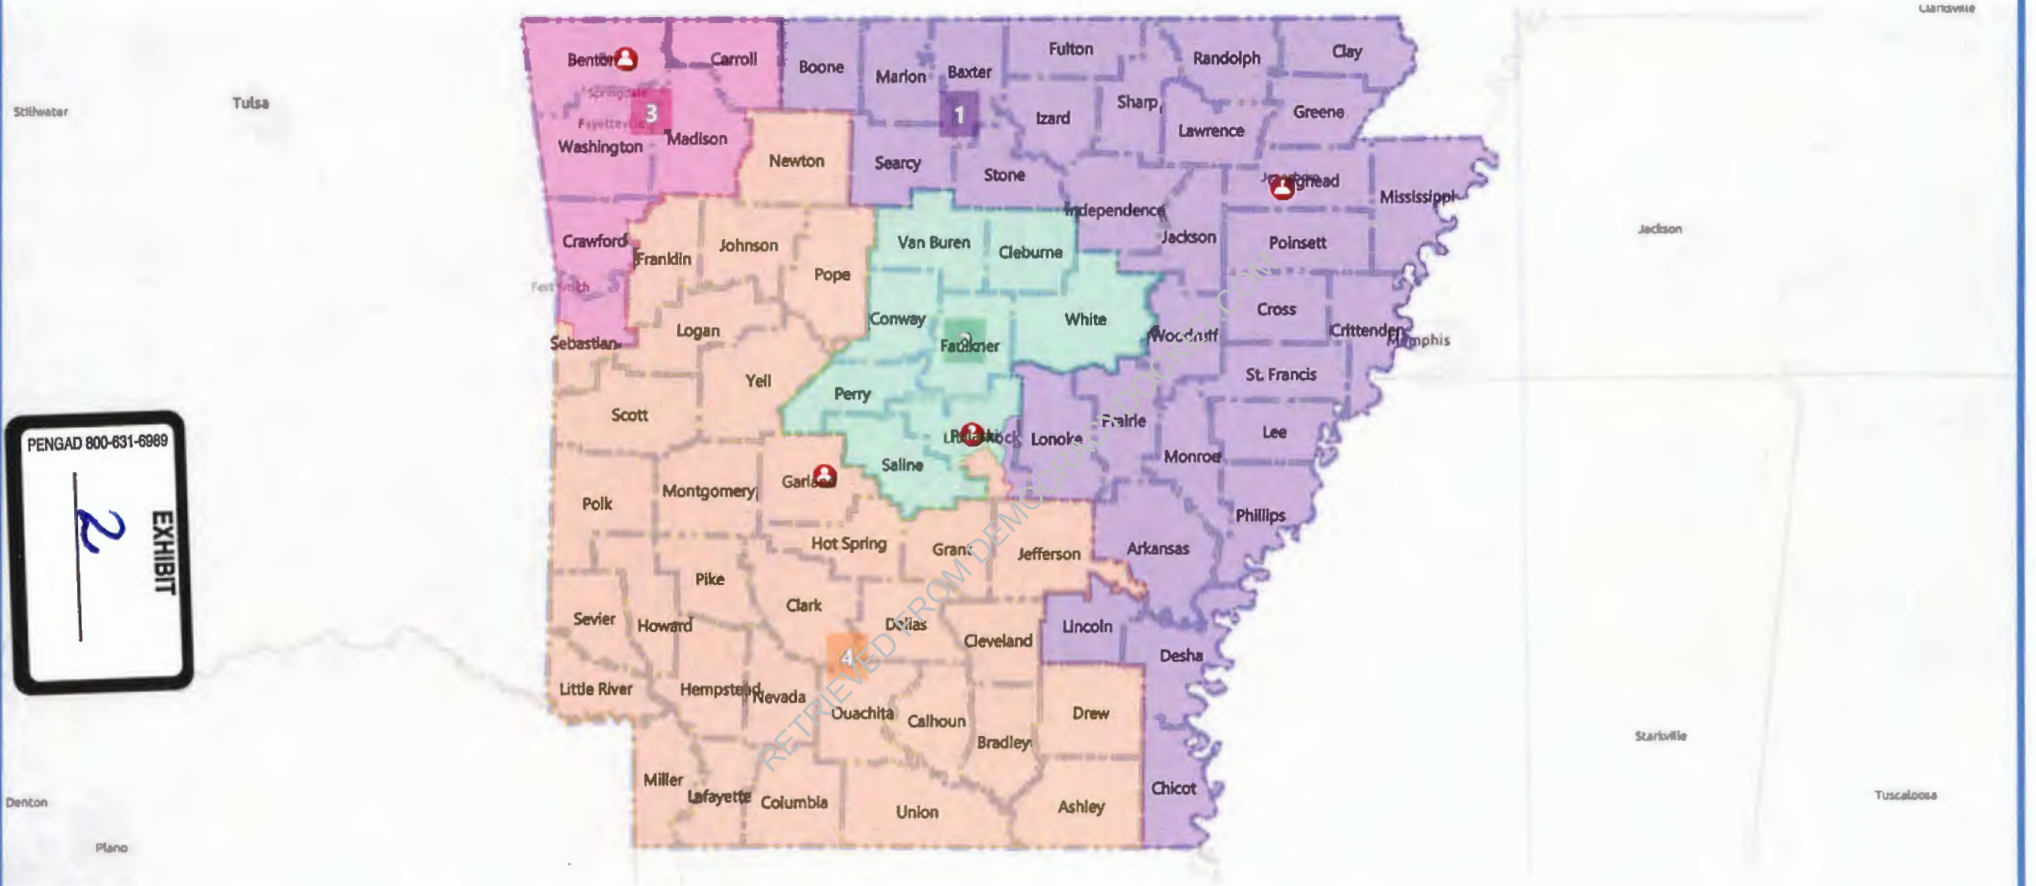 Clarksville
Benton
Carroll
Boone
Marion
Baxter
Fulton
Randolph
Clay
Stillwater
Tulsa
Springdale
Fayetteville
3
1
Izard
Sharp
Lawrence
Greene
Washington
Madison
Newton
Searcy
Stone
Mississippi
Independence
Crawford
Franklin
Johnson
Van Buren
Cleburne
Jackson
Poinsett
Jackson
Pope
Fort Smith
Conway
White
Cross
Logan
Sebastian
Faulkner
Woodruff
Crittenden
Memphis
Yell
Perry
St. Francis
Scott
Prairie
Lonoke
Lee
PENGAD 800-631-6989
EXHIBIT
2
Saline
Monroe
Polk
Montgomery
Garland
Phillips
Hot Spring
Grant
Jefferson
Arkansas
Pike
Clark
Sevier
Howard
Dallas
Cleveland
Lincoln
4
Desha
Little River
Hempstead
Nevada
Ouachita
Calhoun
Drew
Bradley
Starkville
Miller
Lafayette
Columbia
Union
Ashley
Chicot
Tuscaloosa
Denton
Plano
RETRIEVED FROM DEMOCRACYDOCKET.COM